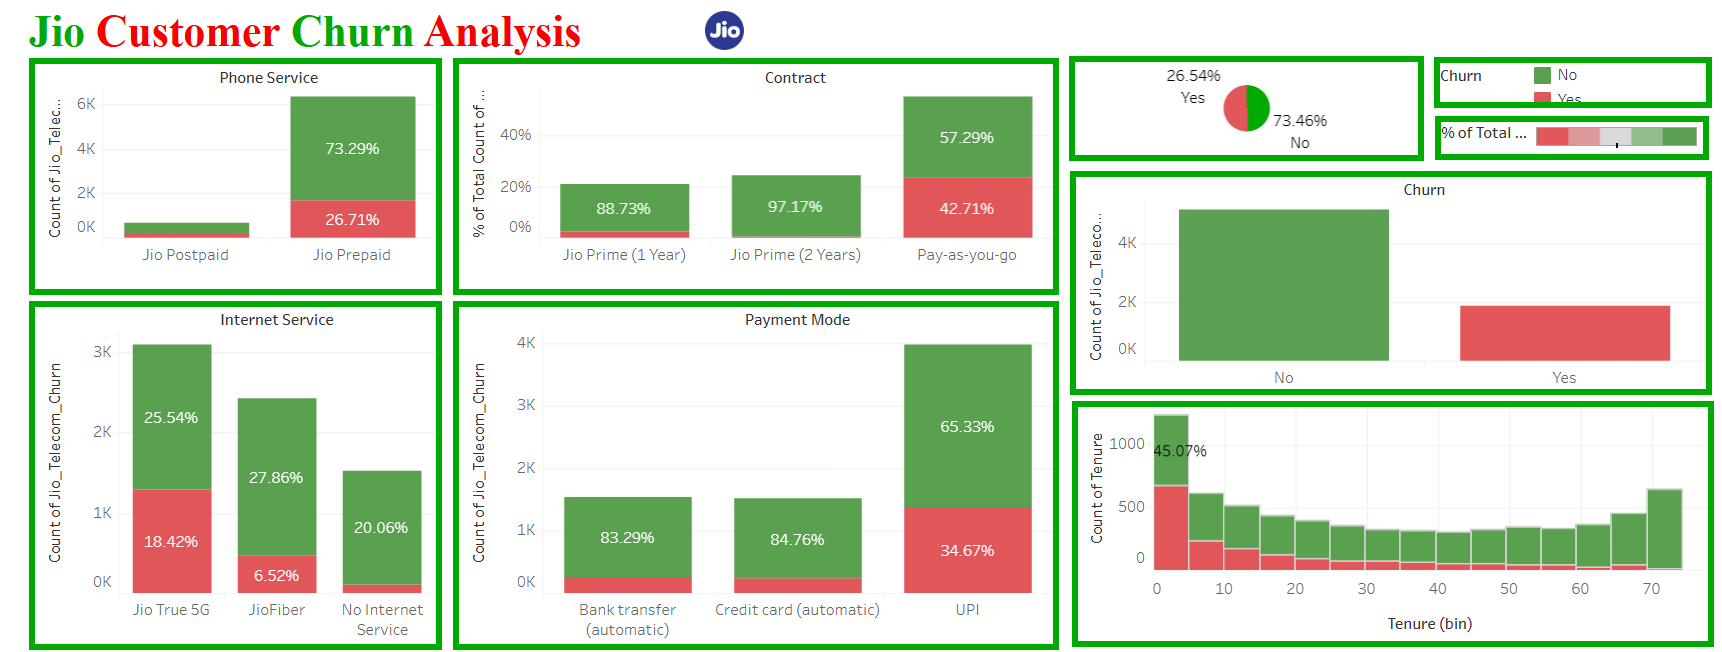 Jio Customer Churn Analysis
Jio
Phone Service
Count of Jio_Telec...
6K
4K
2K
0K
73.29%
26.71%
Jio Postpaid
Jio Prepaid
Contract
% of Total Count of ...
40%
20%
0%
88.73%
97.17%
57.29%
42.71%
Jio Prime (1 Year)
Jio Prime (2 Years)
Pay-as-you-go
26.54%
Yes
73.46%
No
Churn
No
Yes
% of Total ...
Churn
Count of Jio_Teleco...
4K
2K
0K
No
Yes
Internet Service
Count of Jio_Telecom_Churn
3K
2K
1K
0K
25.54%
18.42%
27.86%
6.52%
20.06%
Jio True 5G
JioFiber
No Internet
Service
Payment Mode
Count of Jio_Telecom_Churn
4K
3K
2K
1K
0K
83.29%
84.76%
65.33%
34.67%
Bank transfer
(automatic)
Credit card (automatic)
UPI
Count of Tenure
1000
500
0
45.07%
0
10
20
30
40
50
60
70
Tenure (bin)